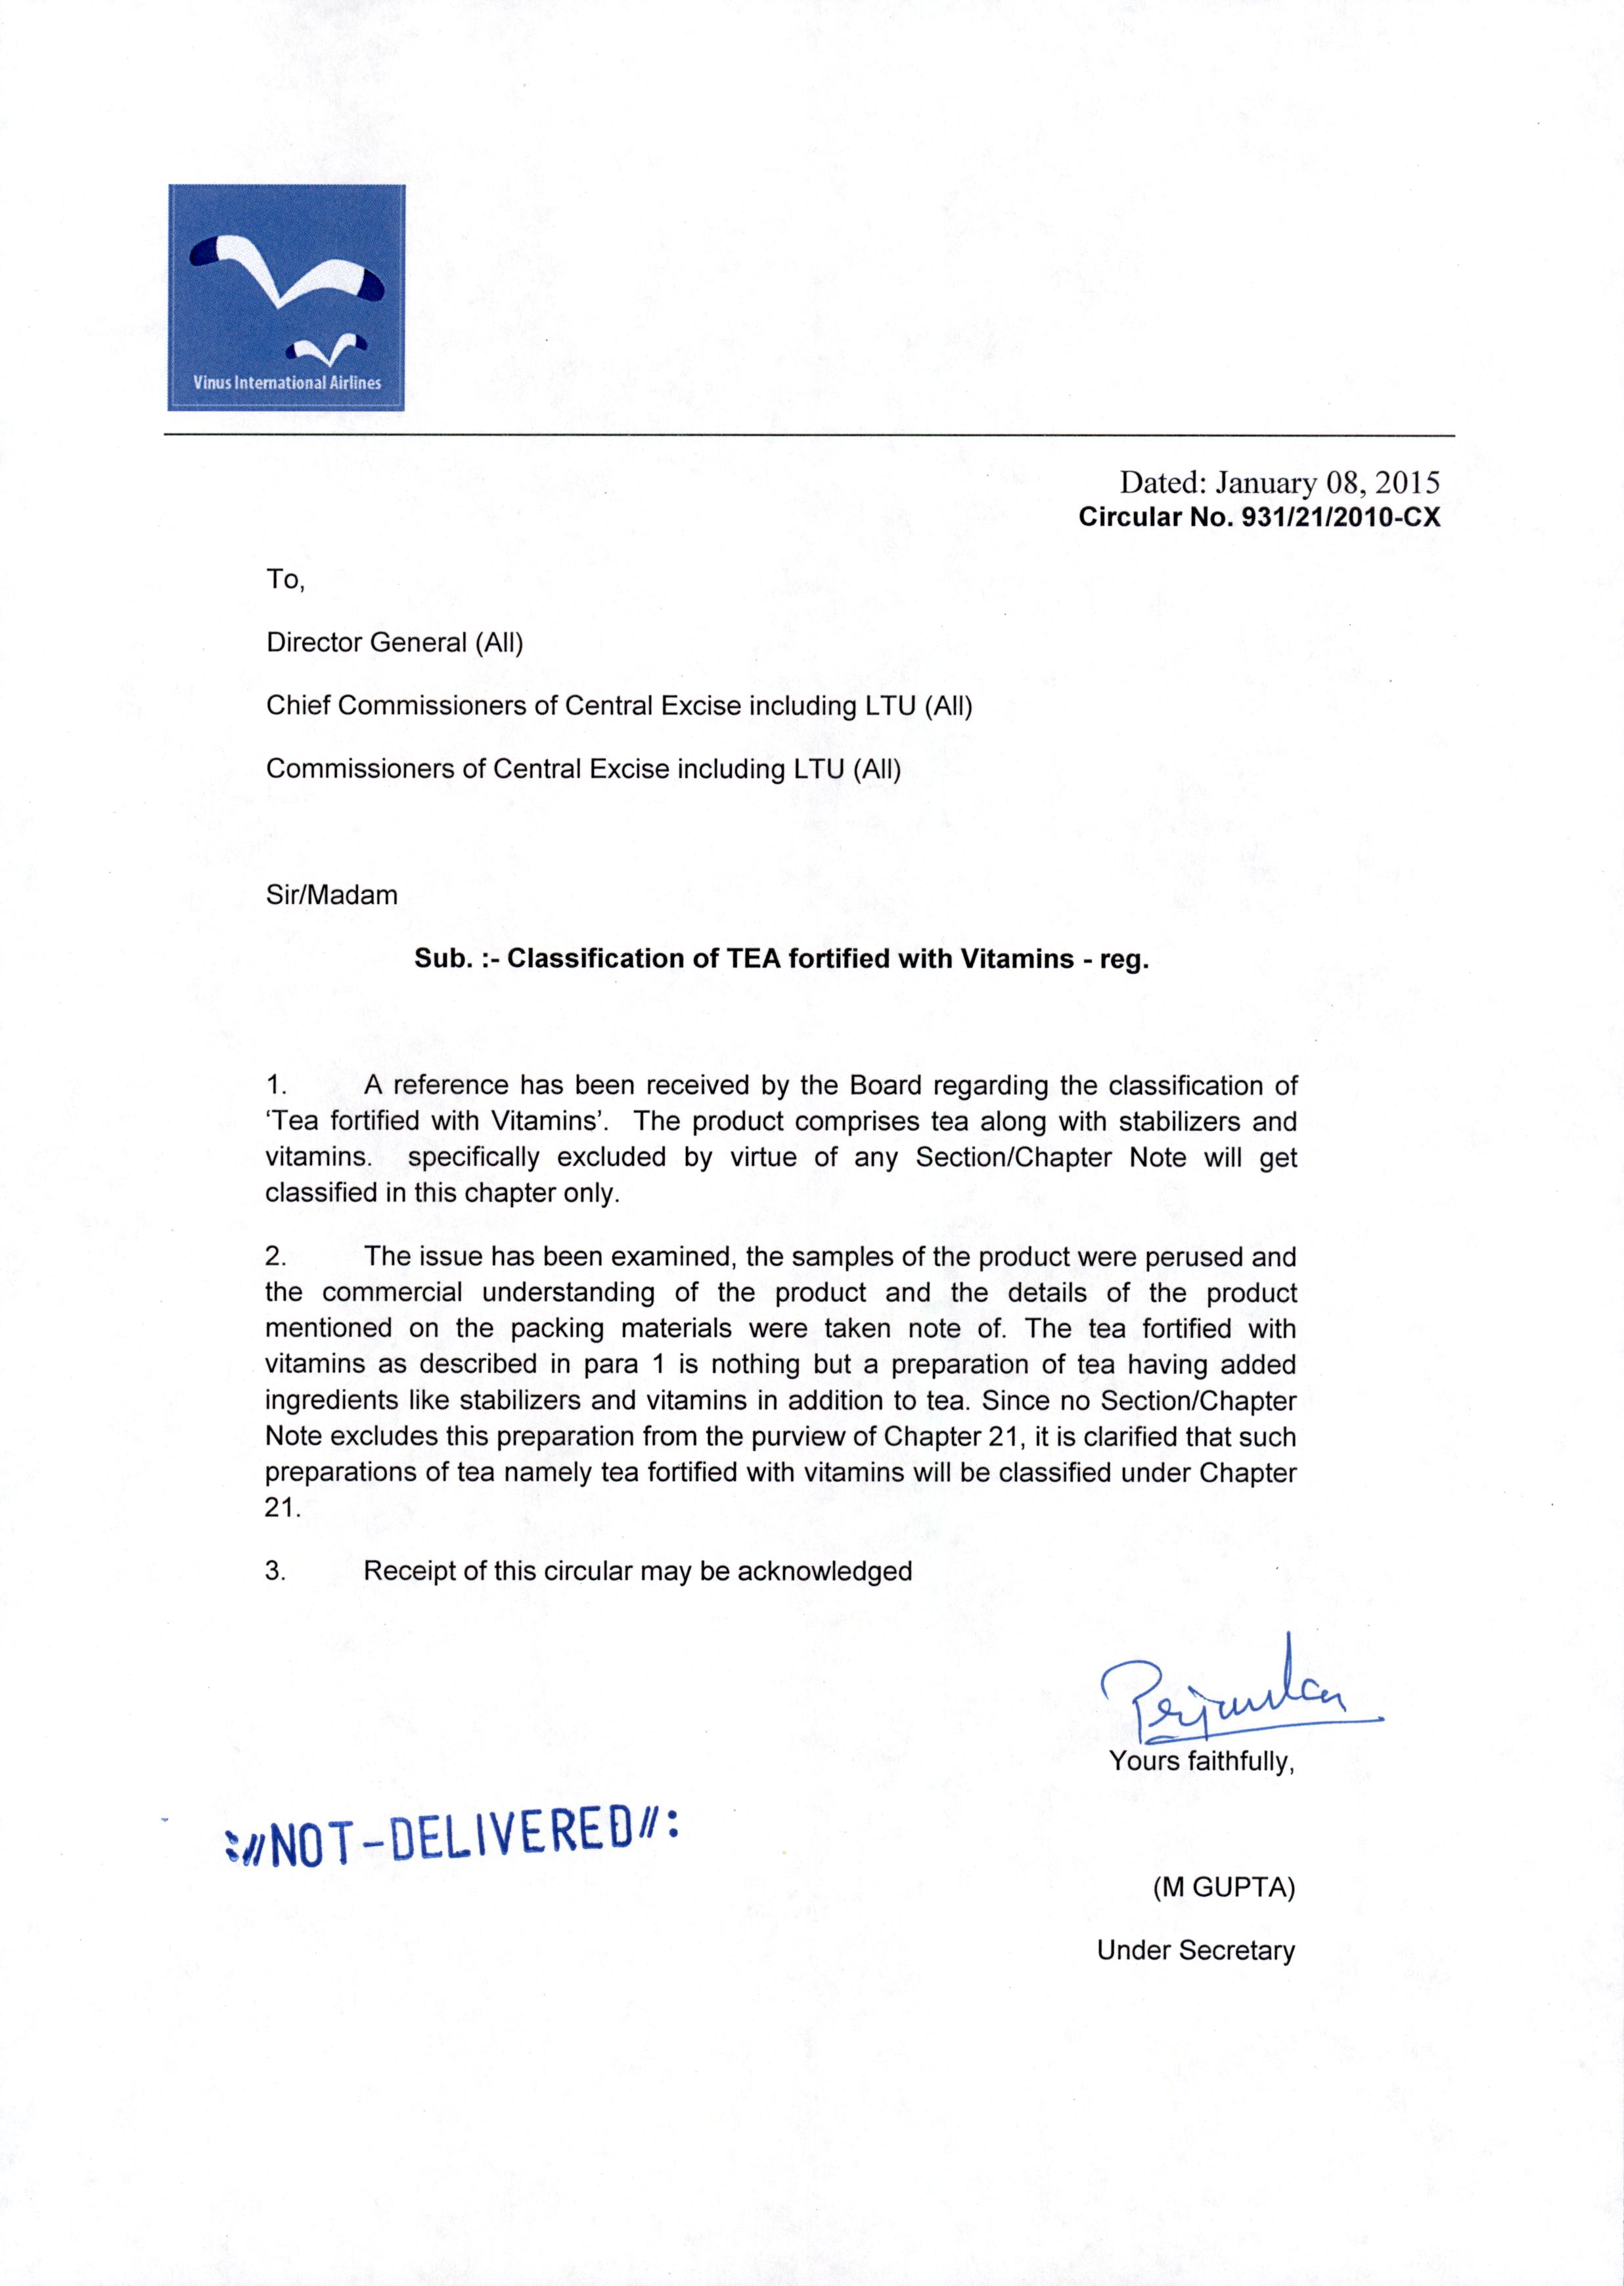 Vinus International Airlines
Dated: January 08, 2015
Circular No. 931/21/2010-CX
To,
Director General (All)
Chief Commissioners of Central Excise including LTU (All)
Commissioners of Central Excise including LTU (All)
Sir/Madam
Sub. :- Classification of TEA fortified with Vitamins - reg.
1. A reference has been received by the Board regarding the classification of
‘Tea fortified with Vitamins’. The product comprises tea along with stabilizers and
vitamins. specifically excluded by virtue of any Section/Chapter Note will get
classified in this chapter only.
2. The issue has been examined, the samples of the product were perused and
the commercial understanding of the product and the details of the product
mentioned on the packing materials were taken note of. The tea fortified with
vitamins as described in para 1 is nothing but a preparation of tea having added
ingredients like stabilizers and vitamins in addition to tea. Since no Section/Chapter
Note excludes this preparation from the purview of Chapter 21, it is clarified that such
preparations of tea namely tea fortified with vitamins will be classified under Chapter
21.
3. Receipt of this circular may be acknowledged
Yours faithfully,
://NOT-DELIVERED//:
(M GUPTA)
Under Secretary